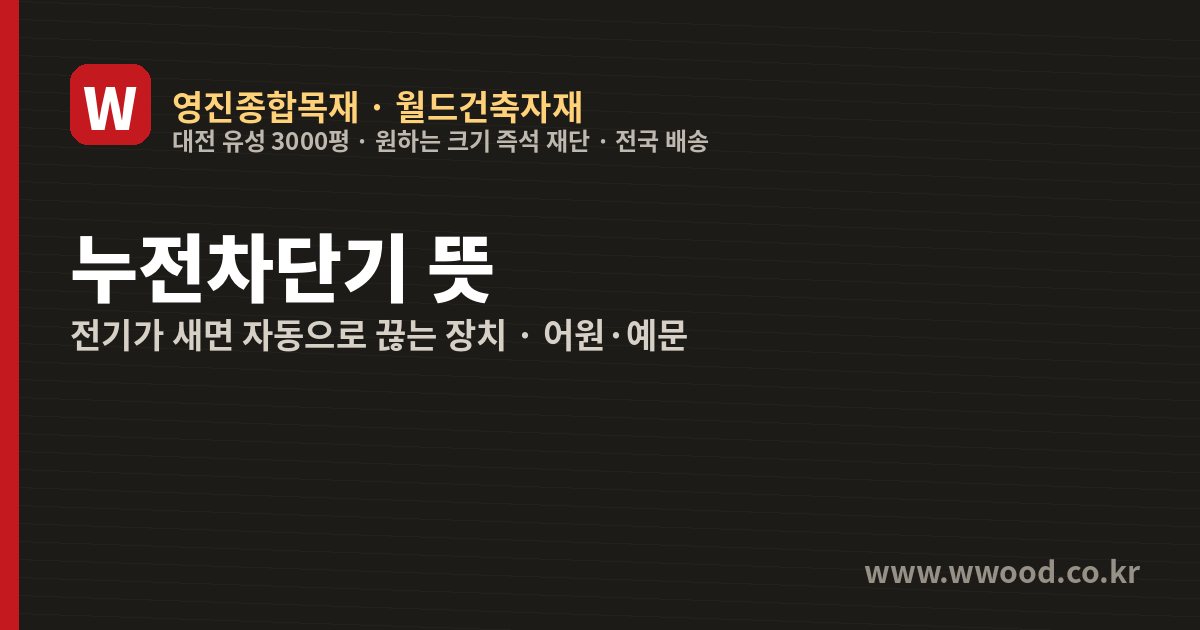 W
영진종합목재 · 월드건축자재
대전 유성 3000평 · 원하는 크기 즉석 재단 · 전국 배송
누전차단기 뜻
전기가 새면 자동으로 끊는 장치 · 어원·예문
www.wwood.co.kr